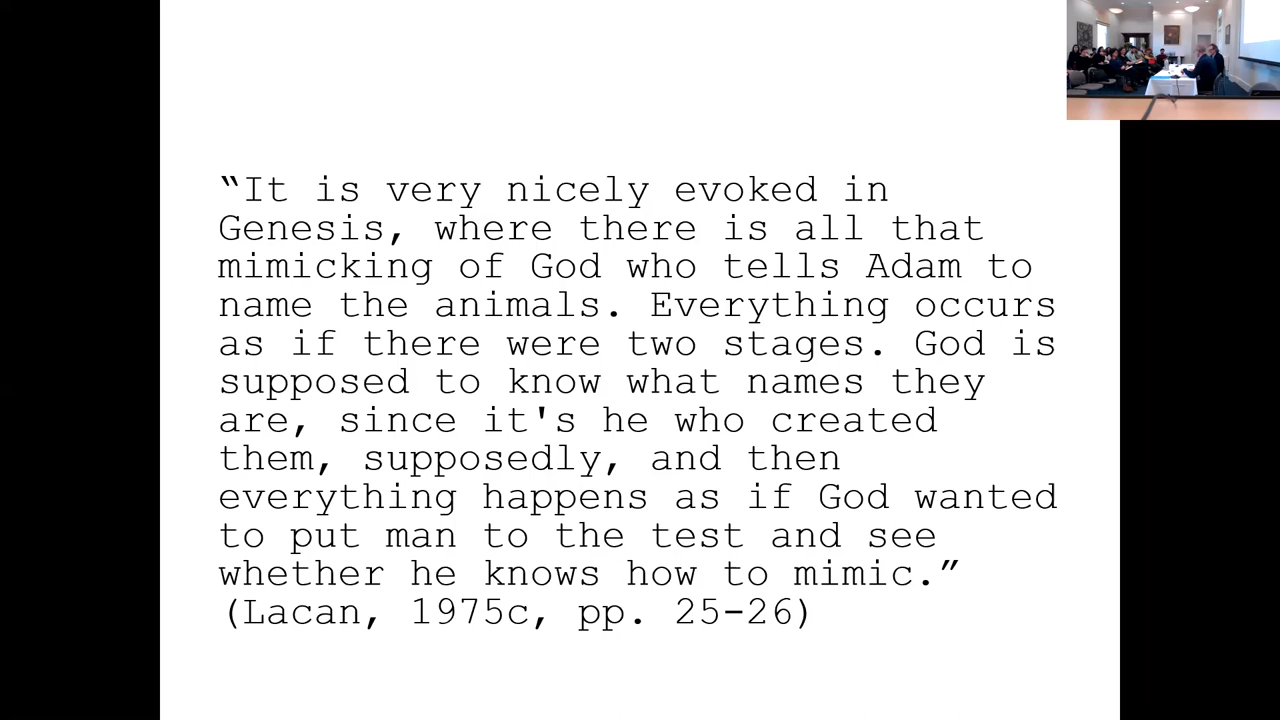 “It is very nicely evoked in
Genesis, where there is all that
mimicking of God who tells Adam to
name the animals. Everything occurs
as if there were two stages. God is
supposed to know what names they
are, since it's he who created
them, supposedly, and then
everything happens as if God wanted
to put man to the test and see
whether he knows how to mimic.”
(Lacan, 1975c, pp. 25-26)